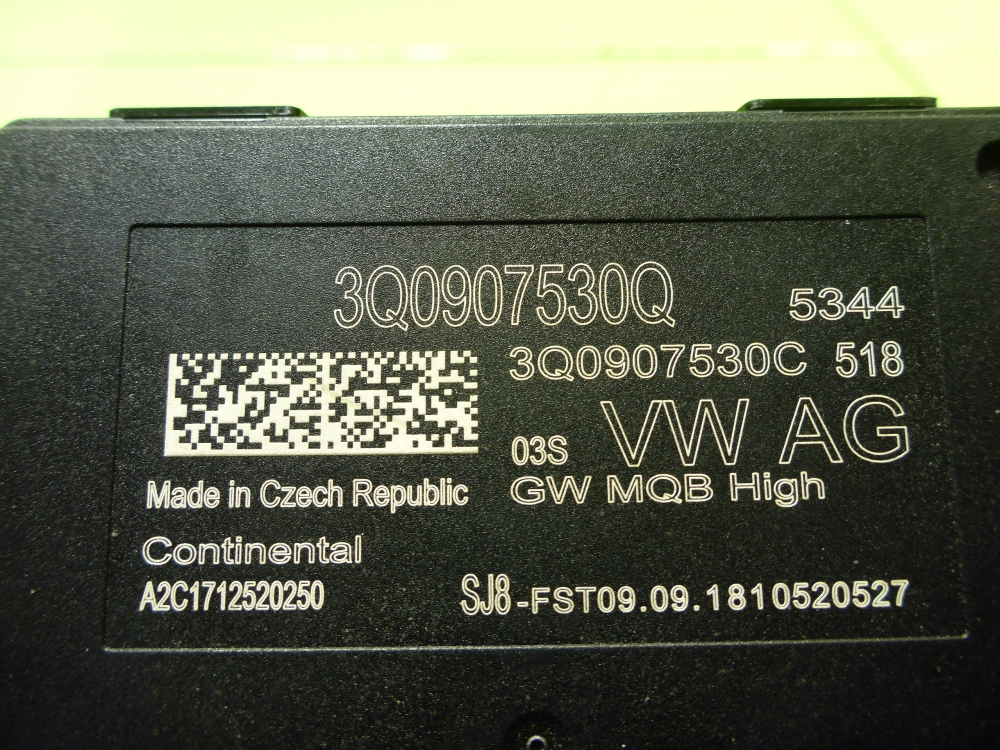 3Q0907530Q 5344
3Q0907530C 518
03S VW AG
Made in Czech Republic GW MQB High
Continental
A2C1712520250 SJ8-FST09.09.1810520527